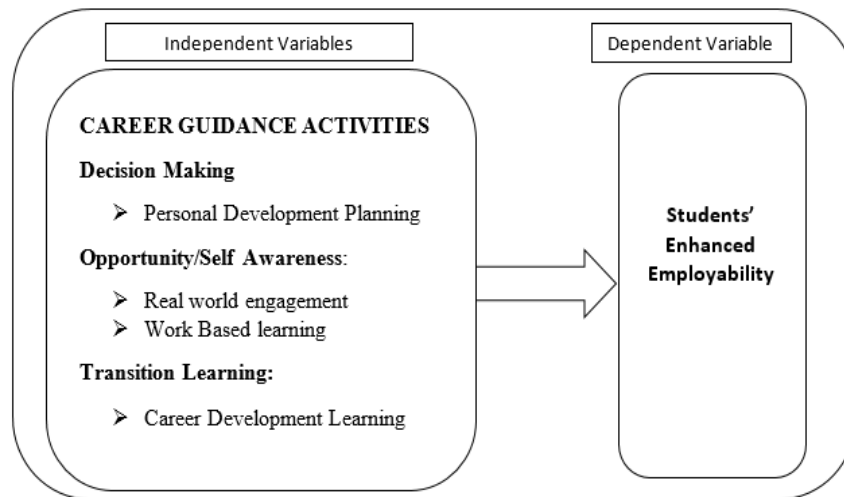 Independent Variables
Dependent Variable
CAREER GUIDANCE ACTIVITIES
Decision Making
➢ Personal Development Planning
Opportunity/Self Awareness:
➢ Real world engagement
➢ Work Based learning
Transition Learning:
➢ Career Development Learning
Students’
Enhanced
Employability